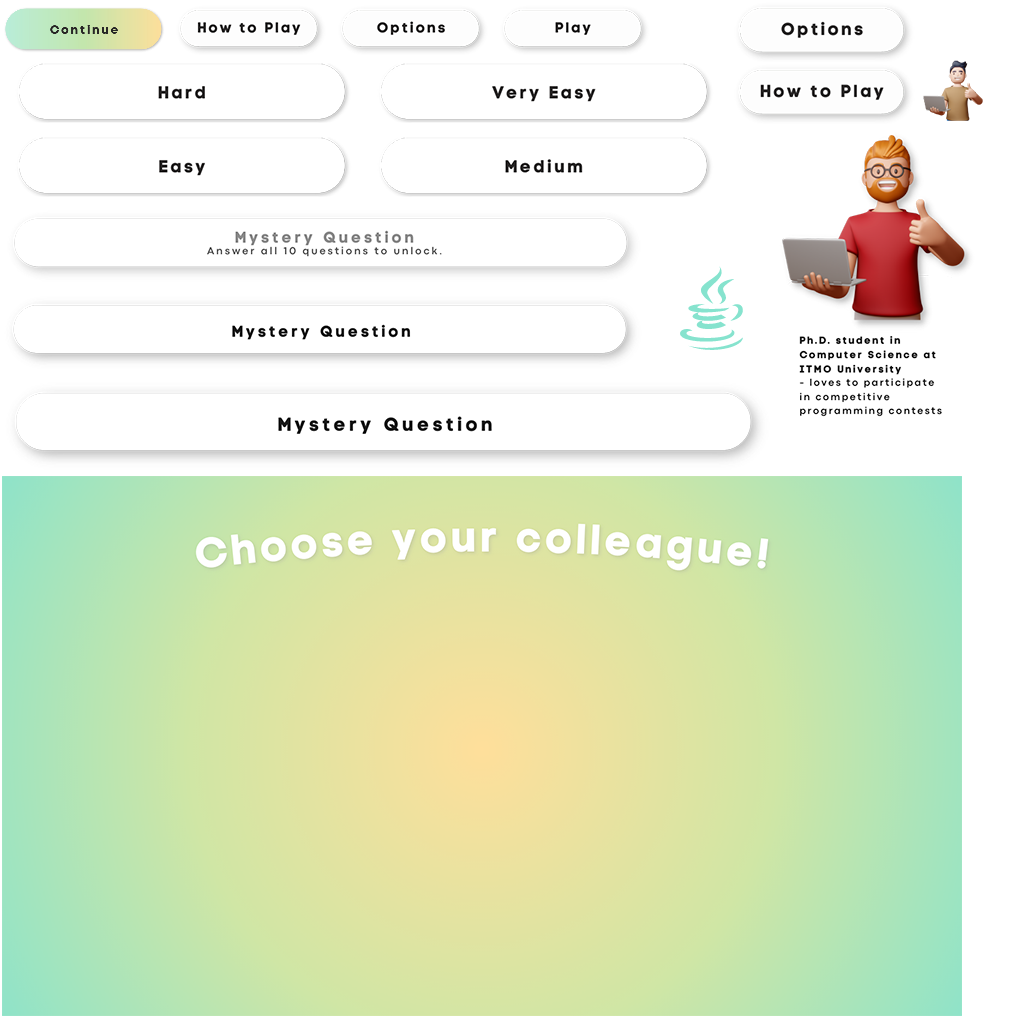 Continue
How to Play
Options
Play
Options
How to Play
Hard
Very Easy
Easy
Medium
Mystery Question
Answer all 10 questions to unlock.
Mystery Question
Mystery Question
Ph.D. student in
Computer Science at
ITMO University
- loves to participate
in competitive
programming contests
Choose your colleague!